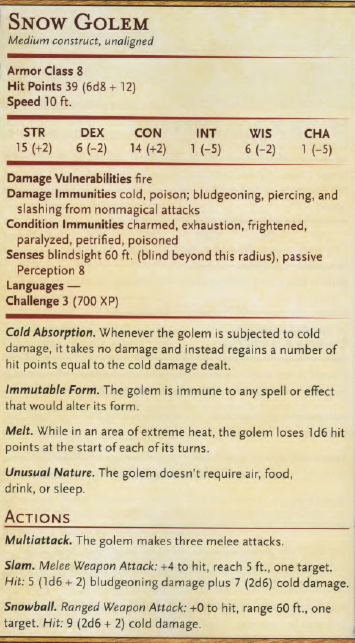 SNOW GOLEM
Medium construct, unaligned
Armor Class 8
Hit Points 39 (6d8 + 12)
Speed 10 ft.
STR DEX CON INT WIS CHA
15 (+2) 6 (−2) 14 (+2) 1 (−5) 6 (−2) 1 (−5)
Damage Vulnerabilities fire
Damage Immunities cold, poison; bludgeoning, piercing, and
slashing from nonmagical attacks
Condition Immunities charmed, exhaustion, frightened,
paralyzed, petrified, poisoned
Senses blindsight 60 ft. (blind beyond this radius), passive
Perception 8
Languages —
Challenge 3 (700 XP)
Cold Absorption. Whenever the golem is subjected to cold
damage, it takes no damage and instead regains a number of
hit points equal to the cold damage dealt.
Immutable Form. The golem is immune to any spell or effect
that would alter its form.
Melt. While in an area of extreme heat, the golem loses 1d6 hit
points at the start of each of its turns.
Unusual Nature. The golem doesn't require air, food,
drink, or sleep.
ACTIONS
Multiattack. The golem makes three melee attacks.
Slam. Melee Weapon Attack: +4 to hit, reach 5 ft., one target.
Hit: 5 (1d6 + 2) bludgeoning damage plus 7 (2d6) cold damage.
Snowball. Ranged Weapon Attack: +0 to hit, range 60 ft., one
target. Hit: 9 (2d6 + 2) cold damage.